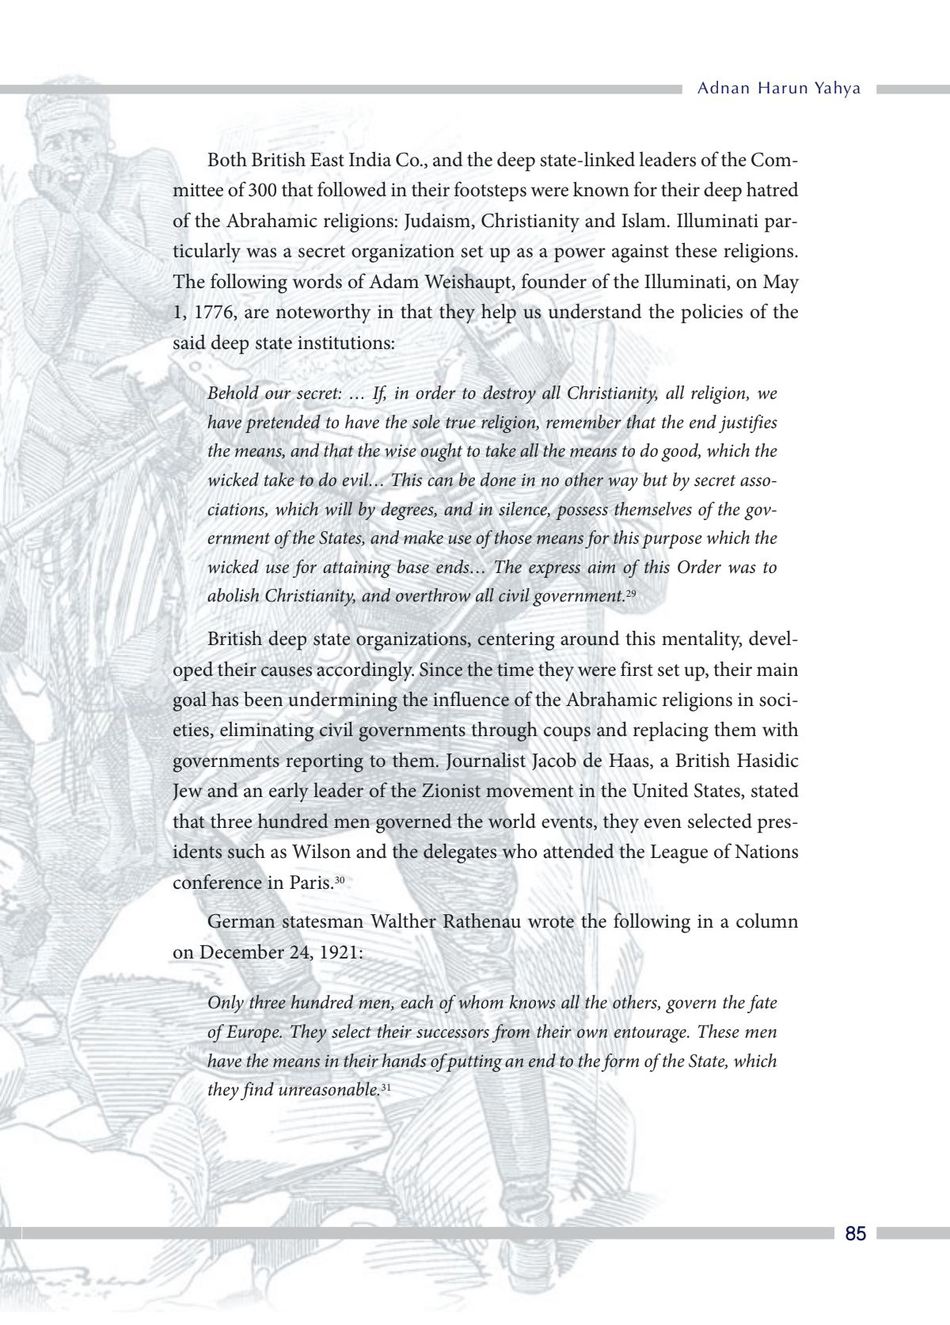 Adnan Harun Yahya
Both British East India Co., and the deep state-linked leaders of the Com-
mittee of 300 that followed in their footsteps were known for their deep hatred
of the Abrahamic religions: Judaism, Christianity and Islam. Illuminati par-
ticularly was a secret organization set up as a power against these religions.
The following words of Adam Weishaupt, founder of the Illuminati, on May
1, 1776, are noteworthy in that they help us understand the policies of the
said deep state institutions:
Behold our secret: … If, in order to destroy all Christianity, all religion, we
have pretended to have the sole true religion, remember that the end justifies
the means, and that the wise ought to take all the means to do good, which the
wicked take to do evil… This can be done in no other way but by secret asso-
ciations, which will by degrees, and in silence, possess themselves of the gov-
ernment of the States, and make use of those means for this purpose which the
wicked use for attaining base ends… The express aim of this Order was to
abolish Christianity, and overthrow all civil government.29
British deep state organizations, centering around this mentality, devel-
oped their causes accordingly. Since the time they were first set up, their main
goal has been undermining the influence of the Abrahamic religions in soci-
eties, eliminating civil governments through coups and replacing them with
governments reporting to them. Journalist Jacob de Haas, a British Hasidic
Jew and an early leader of the Zionist movement in the United States, stated
that three hundred men governed the world events, they even selected pres-
idents such as Wilson and the delegates who attended the League of Nations
conference in Paris.30
German statesman Walther Rathenau wrote the following in a column
on December 24, 1921:
Only three hundred men, each of whom knows all the others, govern the fate
of Europe. They select their successors from their own entourage. These men
have the means in their hands of putting an end to the form of the State, which
they find unreasonable.31
85